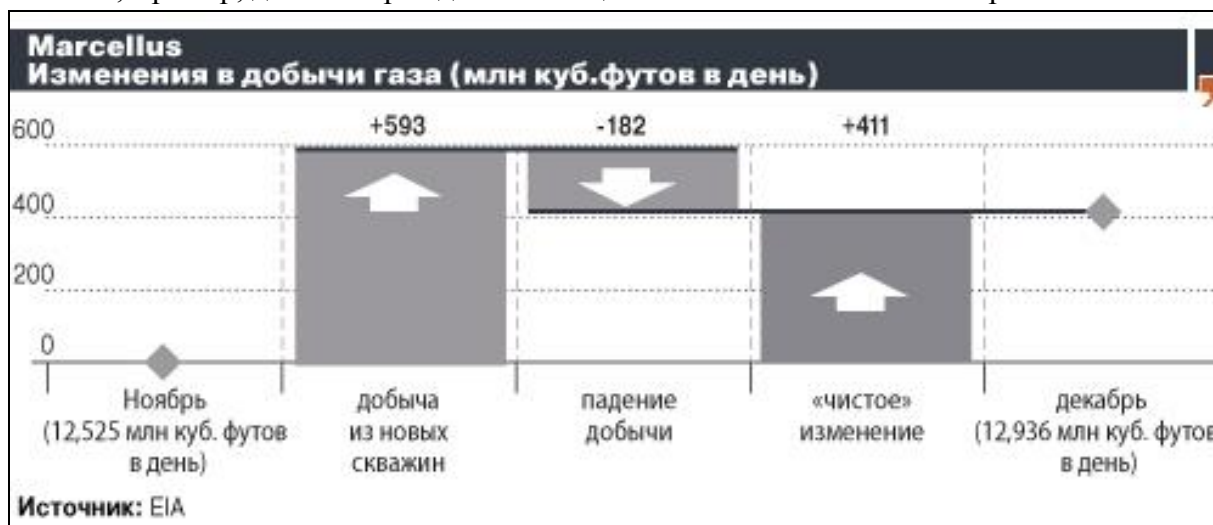 Marcellus
Изменения в добычи газа (млн куб.футов в день)
+593 -182 +411
600
400
200
0
Ноябрь
(12,525 млн куб. футов
в день)
добыча
из новых
скважин
падение
добычи
«чистое»
изменение
декабрь
(12,936 млн куб. футов
в день)
Источник: EIA